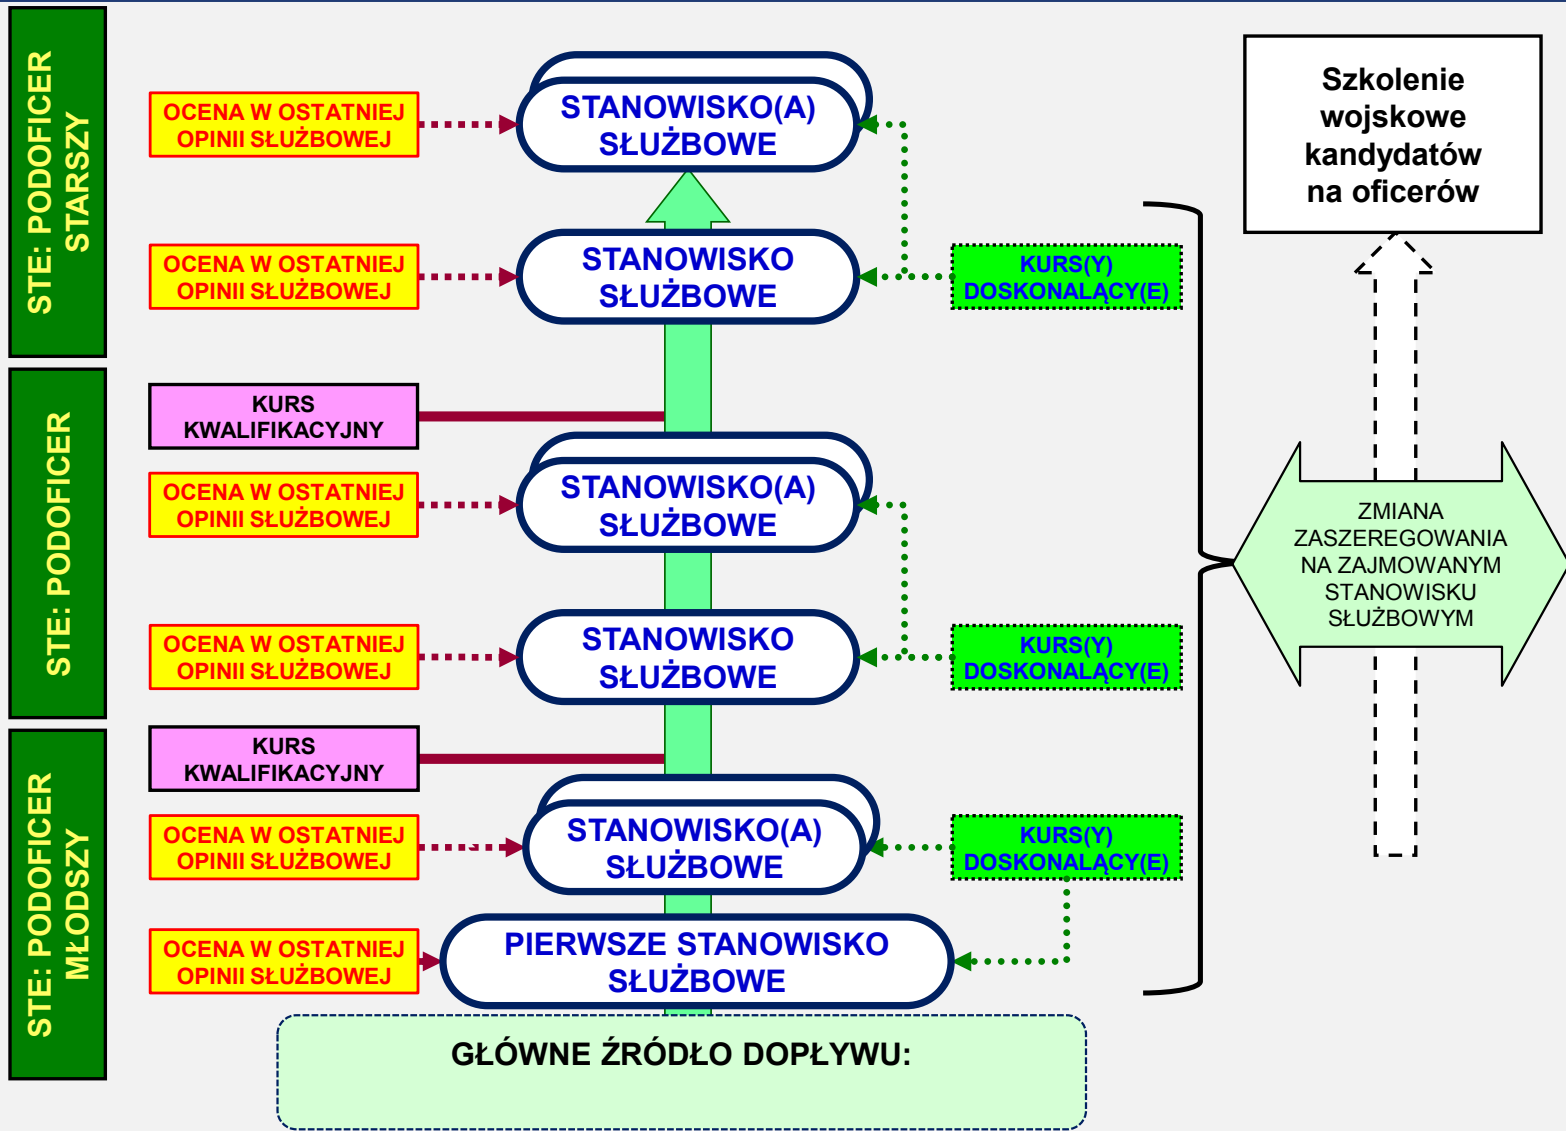 STE: PODOFICER
STARSZY
OCENA W OSTATNIEJ
OPINII SŁUŻBOWEJ
STANOWISKO(A)
SŁUŻBOWE
OCENA W OSTATNIEJ
OPINII SŁUŻBOWEJ
STANOWISKO
SŁUŻBOWE
KURS(Y)
DOSKONALĄCY(E)
STE: PODOFICER
KURS
KWALIFIKACYJNY
OCENA W OSTATNIEJ
OPINII SŁUŻBOWEJ
STANOWISKO(A)
SŁUŻBOWE
OCENA W OSTATNIEJ
OPINII SŁUŻBOWEJ
STANOWISKO
SŁUŻBOWE
KURS(Y)
DOSKONALĄCY(E)
STE: PODOFICER
MŁODSZY
KURS
KWALIFIKACYJNY
OCENA W OSTATNIEJ
OPINII SŁUŻBOWEJ
STANOWISKO(A)
SŁUŻBOWE
KURS(Y)
DOSKONALĄCY(E)
OCENA W OSTATNIEJ
OPINII SŁUŻBOWEJ
PIERWSZE STANOWISKO
SŁUŻBOWE
GŁÓWNE ŹRÓDŁO DOPŁYWU:
Szkolenie
wojskowe
kandydatów
na oficerów
ZMIANA
ZASZEREGOWANIA
NA ZAJMOWANYM
STANOWISKU
SŁUŻBOWYM